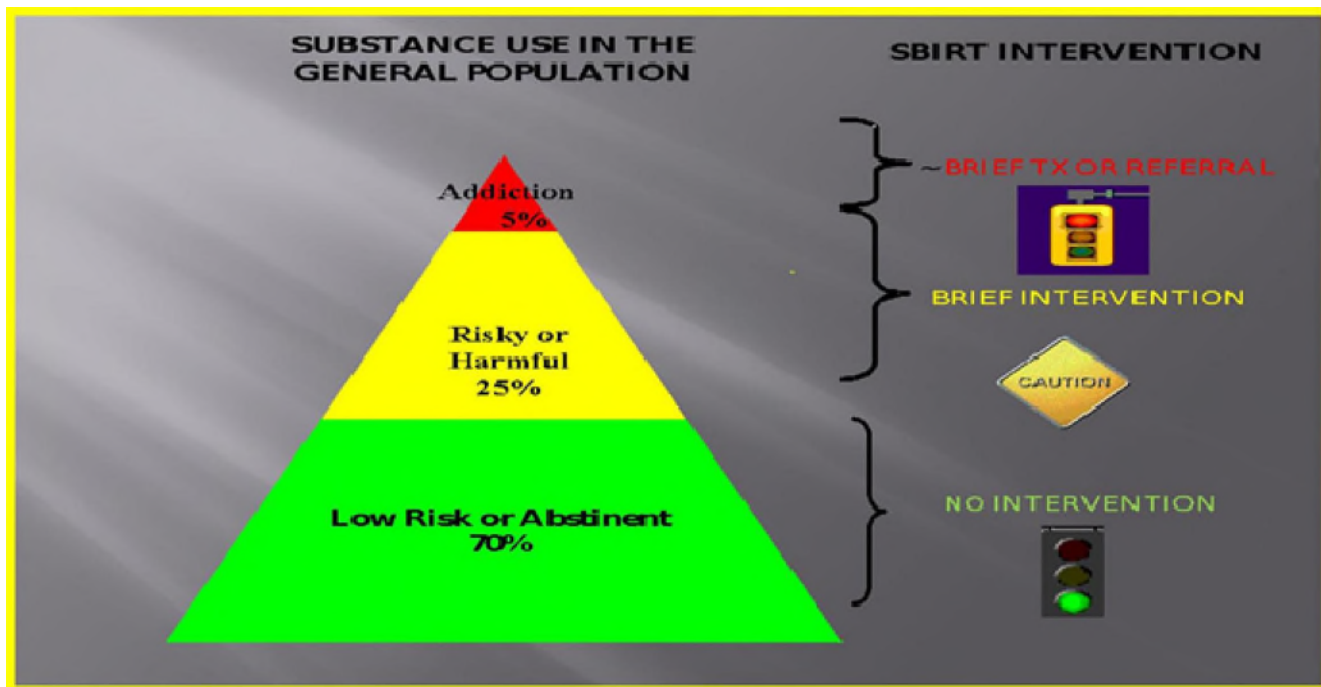 SUBSTANCE USE IN THE
GENERAL POPULATION
SBIRT INTERVENTION
Addiction
5%
~BRIEF TX OR REFERRAL
Risky or
Harmful
25%
BRIEF INTERVENTION
CAUTION
Low Risk or Abstinent
70%
NO INTERVENTION